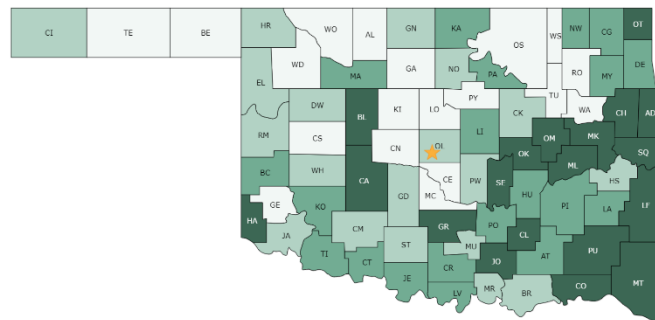 CI
TE
BE
HR
WO
AL
GN
KA
OS
WS
NW
CG
OT
WD
GA
NO
PA
RO
MY
DE
EL
MA
DW
BL
KI
LO
PY
CK
TU
WA
CH
AD
RM
CS
CN
LI
OK
OM
MK
SQ
BC
WH
CA
CE
PW
SE
ML
HS
GE
KO
GD
MC
HU
PI
LA
LF
HA
JA
CM
ST
GR
MU
PO
CL
AT
PU
TI
CT
JE
CR
JO
MR
BR
CO
MT
LV